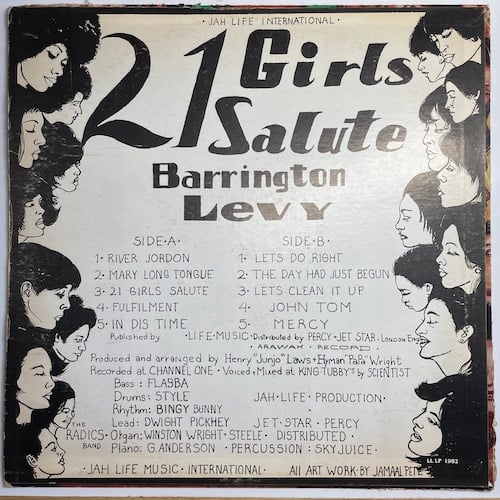 · JAH LIFE INTERNATIONAL ·
21 Girls
Salute
Barrington
Levy
SIDE·A·
1· RIVER JORDON
2· MARY LONG TONGUE
3· 21 GIRLS SALUTE
4· FULFILMENT
5· IN DIS TIME
SIDE·B·
1· LETS DO RIGHT
2· THE DAY HAD JUST BEGUN
3· LETS CLEAN IT UP
4· JOHN TOM
5· MERCY
Published by LIFE·MUSIC· Distributed by PERCY·JET STAR·LONDON ENG
· ARAWAK · RECORD
Produced and arranged by Henry "Junjo" Laws · Hyman "Papa" Wright
Recorded at CHANNEL ONE · Voiced + Mixed at KING TUBBY'S by SCIENTIST
Bass : FLABBA
Drums: STYLE
Rhythm: BINGY BUNNY
JAH·LIFE·PRODUCTION·
THE RADICS BAND
Lead: DWIGHT PICKHEY
Organ: WINSTON WRIGHT·STEELE·
Piano: G.ANDERSON · PERCUSSION : SKYJUICE·
JET·STAR·PERCY
DISTRIBUTED·
· JAH LIFE MUSIC · INTERNATIONAL · All ART WORK·BY·JAMAALPETE·
LL LP 1982